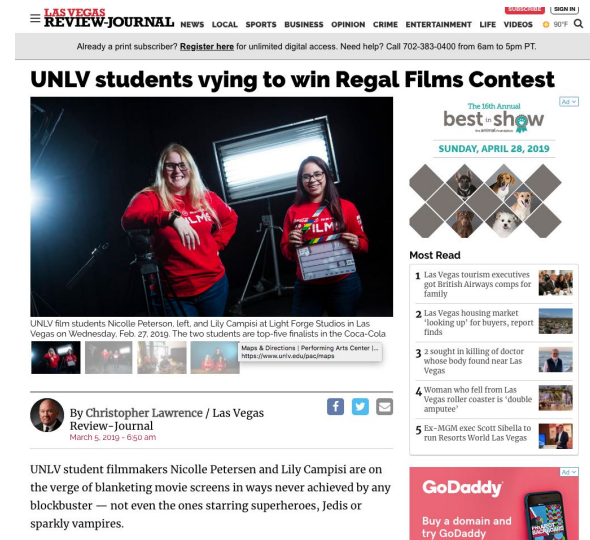 SUBSCRIBE
SIGN IN
LAS VEGAS
REVIEW-JOURNAL
NEWS LOCAL SPORTS BUSINESS OPINION CRIME ENTERTAINMENT LIFE VIDEOS 90°F
Already a print subscriber? Register here for unlimited digital access. Need help? Call 702-383-0400 from 6am to 5pm PT.
UNLV students vying to win Regal Films Contest
FILMS
FILM
UNLV film students Nicolle Peterson, left, and Lily Campisi at Light Forge Studios in Las
Vegas on Wednesday, Feb. 27, 2019. The two students are top-five finalists in the Coca-Cola
Maps & Directions | Performing Arts Center |...
https://www.unlv.edu/pac/maps
By Christopher Lawrence / Las Vegas
Review-Journal
March 5, 2019 - 6:50 am
UNLV student filmmakers Nicolle Petersen and Lily Campisi are on
the verge of blanketing movie screens in ways never achieved by any
blockbuster — not even the ones starring superheroes, Jedis or
sparkly vampires.
Ad
The 16th Annual
best in show
the animal foundation
SUNDAY, APRIL 28, 2019
Most Read
1 Las Vegas tourism executives
got British Airways comps for
family
2 Las Vegas housing market
‘looking up’ for buyers, report
finds
3 2 sought in killing of doctor
whose body found near Las
Vegas
4 Woman who fell from Las
Vegas roller coaster is ‘double
amputee’
5 Ex-MGM exec Scott Sibella to
run Resorts World Las Vegas
Ad
GoDaddy
Buy a domain and
try GoDaddy